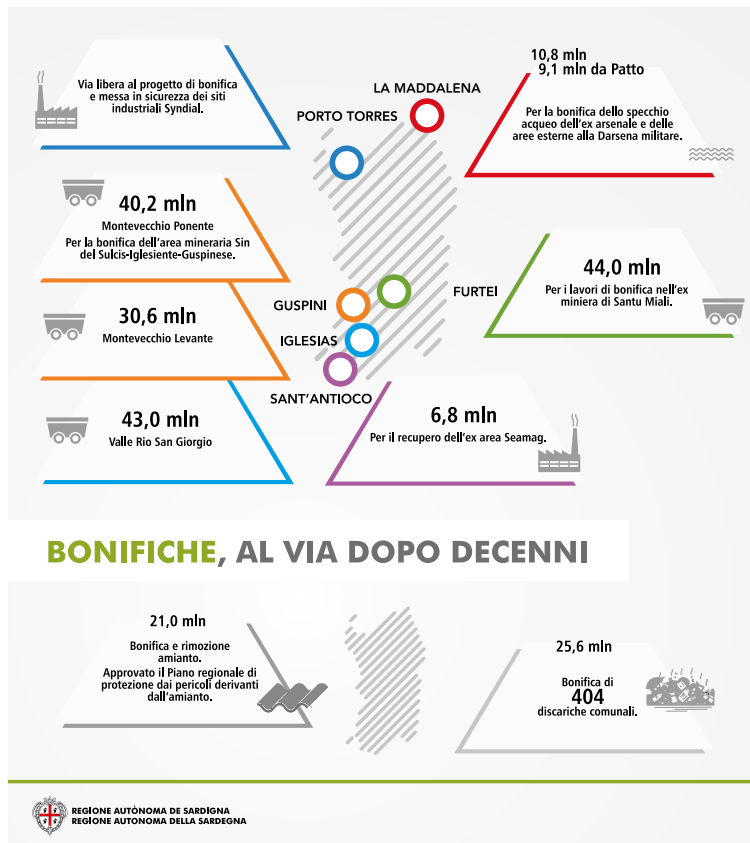 Via libera al progetto di bonifica
e messa in sicurezza dei siti
industriali Syndial.
10,8 mln
9,1 mln da Patto
Per la bonifica dello specchio
acqueo dell'ex arsenale e delle
aree esterne alla Darsena militare.
LA MADDALENA
PORTO TORRES
40,2 mln
Montevecchio Ponente
Per la bonifica dell'area mineraria Sin
del Sulcis-Iglesiente-Guspinese.
44,0 mln
Per i lavori di bonifica nell'ex
miniera di Santu Miali.
FURTEI
GUSPINI
30,6 mln
Montevecchio Levante
IGLESIAS
SANT'ANTIOCO
43,0 mln
Valle Rio San Giorgio
6,8 mln
Per il recupero dell'ex area Seamag.
BONIFICHE, AL VIA DOPO DECENNI
21,0 mln
Bonifica e rimozione
amianto.
Approvato il Piano regionale di
protezione dai pericoli derivanti
dall'amianto.
25,6 mln
Bonifica di
404
discariche comunali.
REGIONE AUTÒNOMA DE SARDIGNA
REGIONE AUTONOMA DELLA SARDEGNA